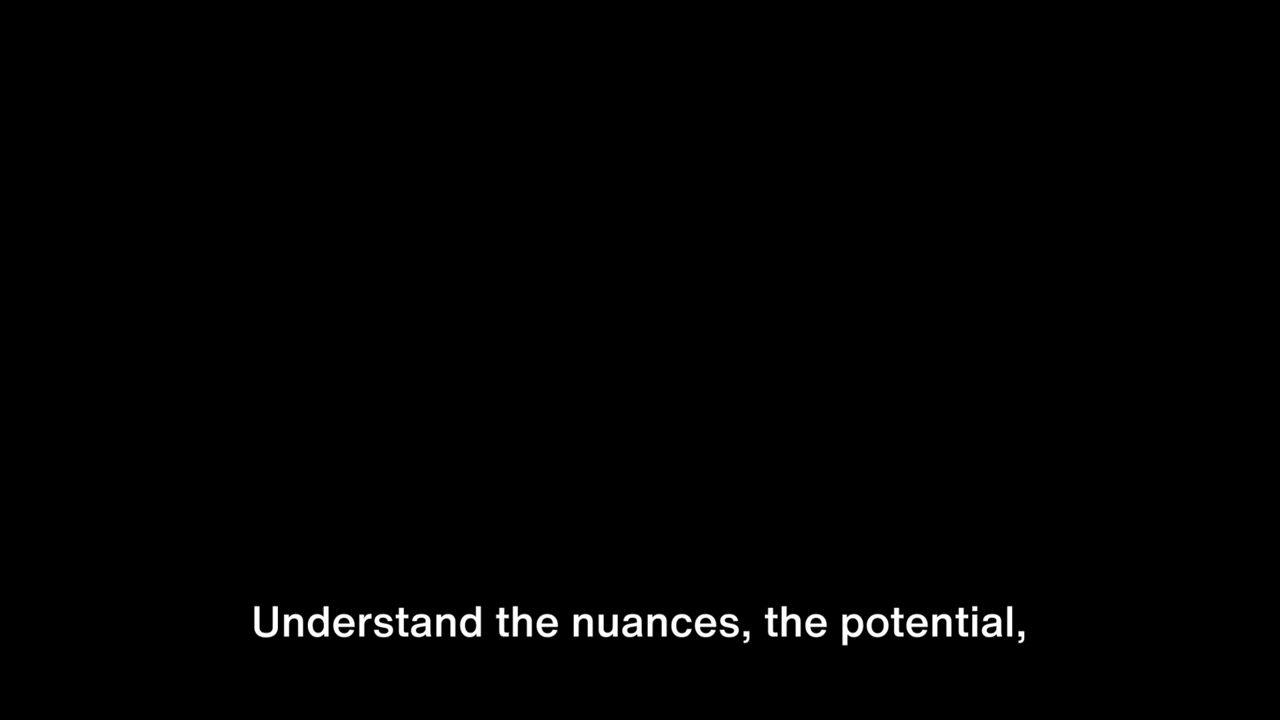 Understand the nuances, the potential,